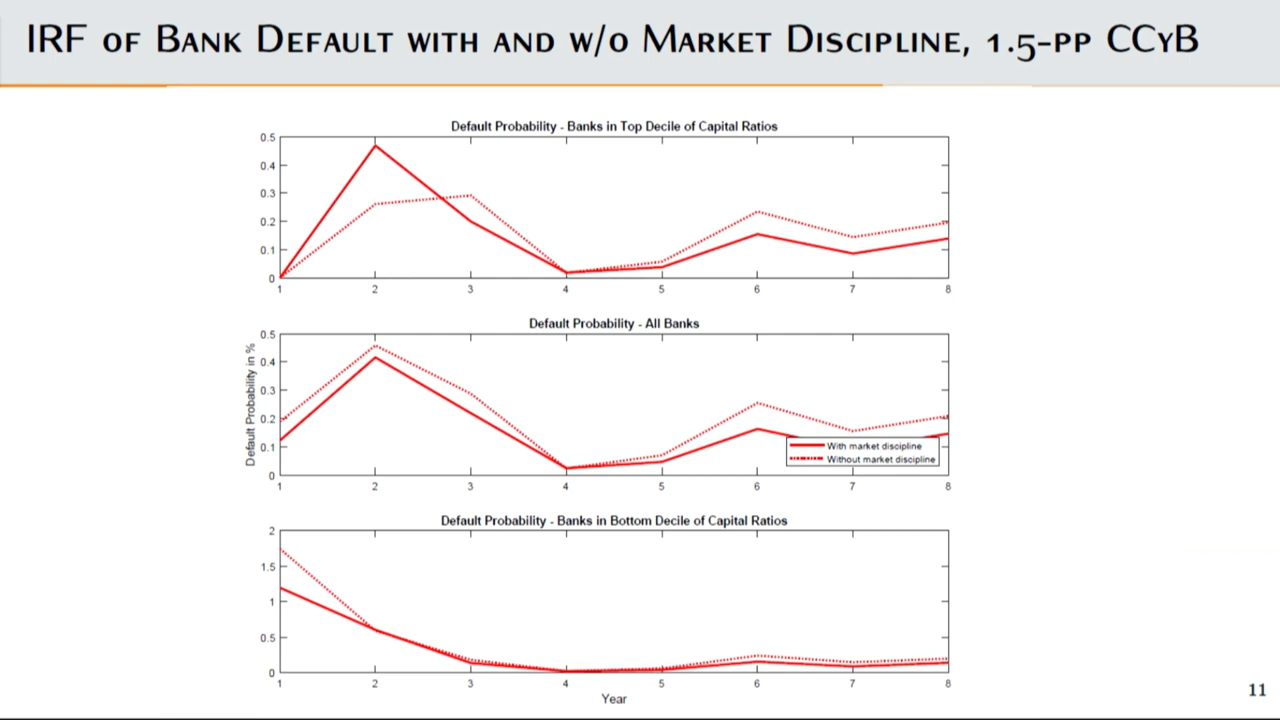 IRF of Bank Default with and w/o Market Discipline, 1.5-pp CCyB
Default Probability - Banks in Top Decile of Capital Ratios
0.5
0.4
0.3
0.2
0.1
0
1 2 3 4 5 6 7 8
Default Probability - All Banks
Default Probability in %
0.5
0.4
0.3
0.2
0.1
0
With market discipline
Without market discipline
1 2 3 4 5 6 7 8
Default Probability - Banks in Bottom Decile of Capital Ratios
2
1.5
1
0.5
0
1 2 3 4 5 6 7 8
Year
11